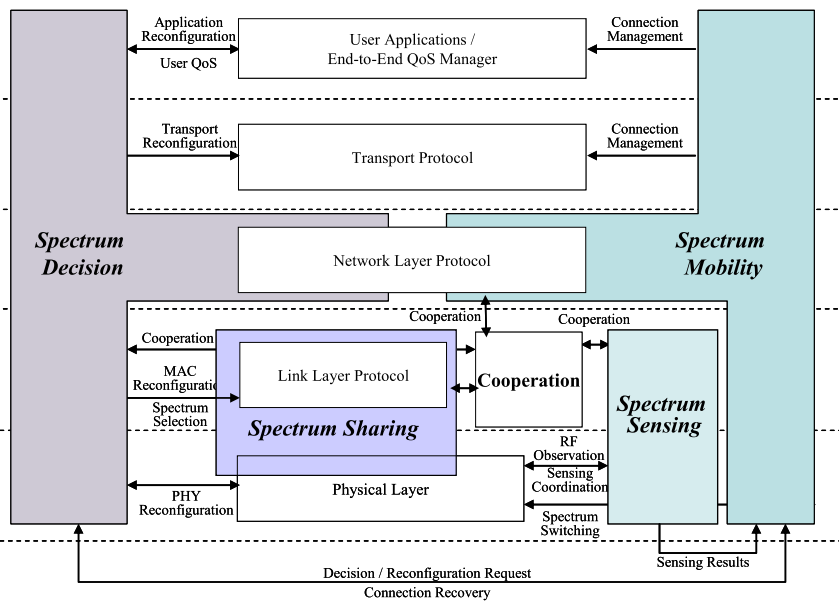 Application
Reconfiguration
User QoS
User Applications /
End-to-End QoS Manager
Connection
Management
Transport
Reconfiguration
Transport Protocol
Connection
Management
Spectrum
Decision
Network Layer Protocol
Spectrum
Mobility
Cooperation
Cooperation
Cooperation
MAC
Reconfiguratio
Spectrum
Selection
Link Layer Protocol
Cooperation
Spectrum Sharing
Spectrum
Sensing
RF
Observation
Sensing
Coordination
Physical Layer
PHY
Reconfiguration
Spectrum
Switching
Sensing Results
Decision / Reconfiguration Request
Connection Recovery